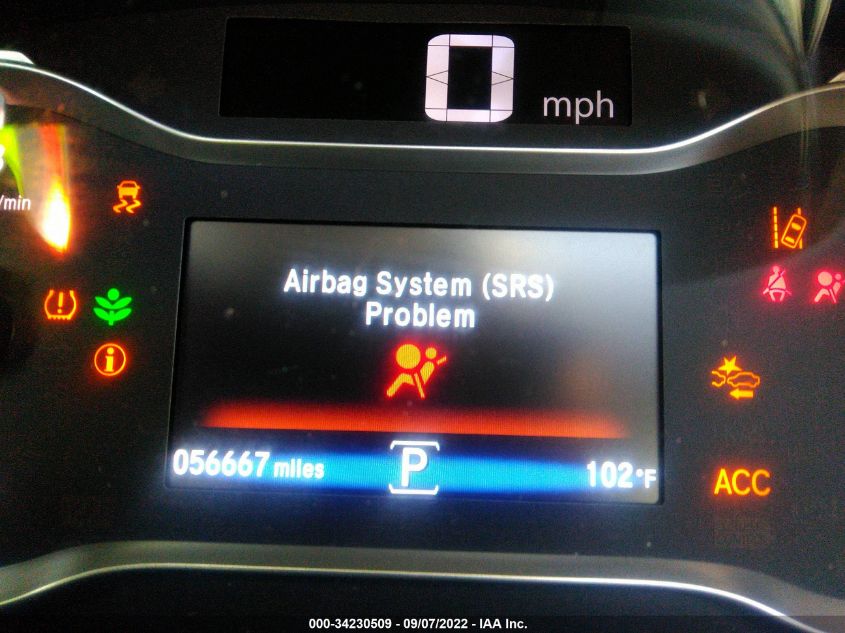 0 mph
/min
Airbag System (SRS)
Problem
056667 miles P 102°F
ACC
000-34230509 - 09/07/2022 - IAA Inc.